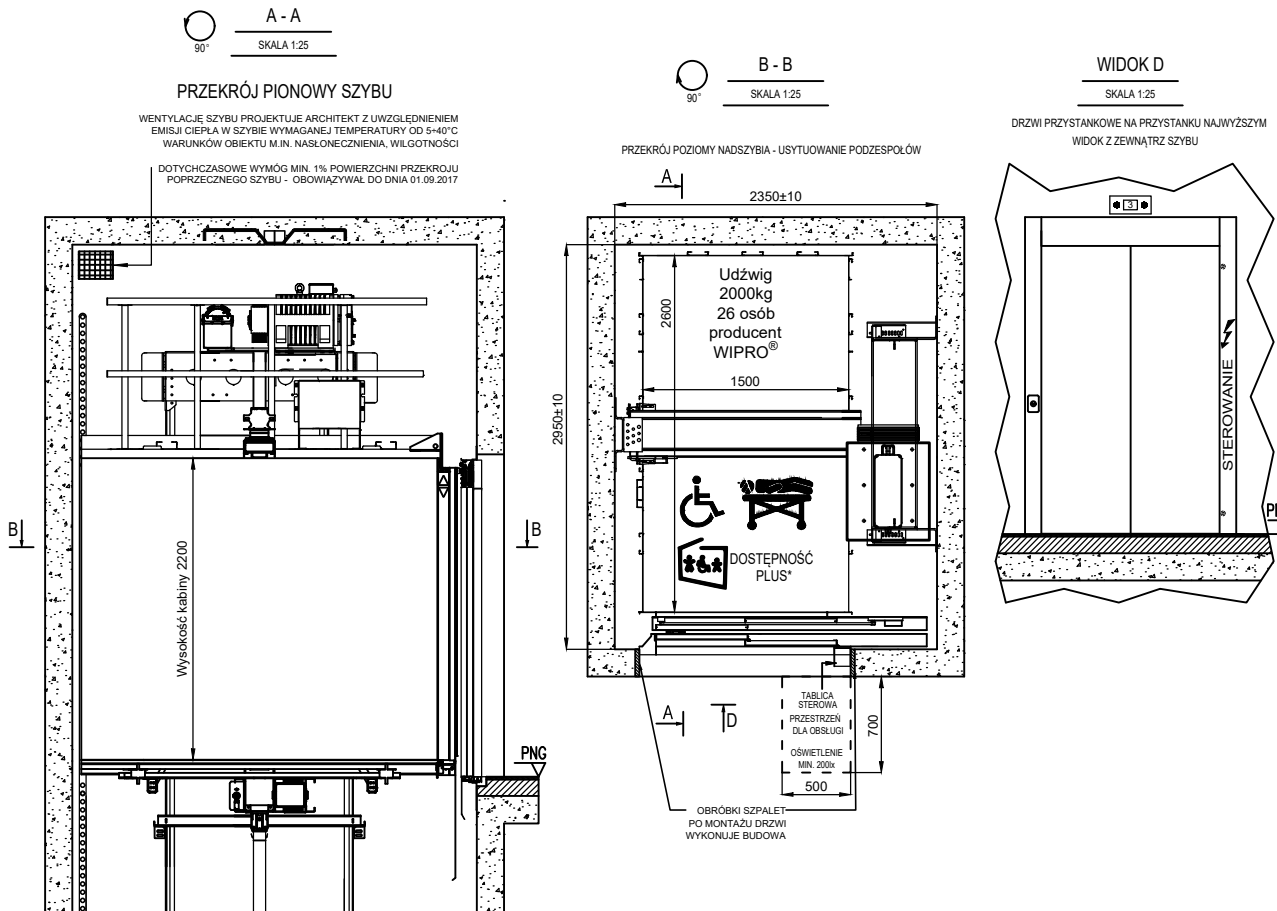 A - A
90°
SKALA 1:25
PRZEKRÓJ PIONOWY SZYBU
WENTYLACJĘ SZYBU PROJEKTUJE ARCHITEKT Z UWZGLĘDNIENIEM
EMISJI CIEPŁA W SZYBIE WYMAGANEJ TEMPERATURY OD 5÷40°C
WARUNKÓW OBIEKTU M.IN. NASŁONECZNIENIA, WILGOTNOŚCI
DOTYCHCZASOWE WYMÓG MIN. 1% POWIERZCHNI PRZEKROJU
POPRZECZNEGO SZYBU - OBOWIĄZYWAŁ DO DNIA 01.09.2017
B
B
Wysokość kabiny 2200
PNG
B - B
90°
SKALA 1:25
PRZEKRÓJ POZIOMY NADSZYBIA - USYTUOWANIE PODZESPOŁÓW
A
2350±10
2950±10
2600
Udźwig
2000kg
26 osób
producent
WIPRO®
1500
DOSTĘPNOŚĆ
PLUS*
A
D
TABLICA
STEROWA
PRZESTRZEŃ
DLA OBSŁUGI
OŚWIETLENIE
MIN. 200lx
700
500
OBRÓBKI SZPALET
PO MONTAŻU DRZWI
WYKONUJE BUDOWA
WIDOK D
SKALA 1:25
DRZWI PRZYSTANKOWE NA PRZYSTANKU NAJWYŻSZYM
WIDOK Z ZEWNĄTRZ SZYBU
3
STEROWANIE